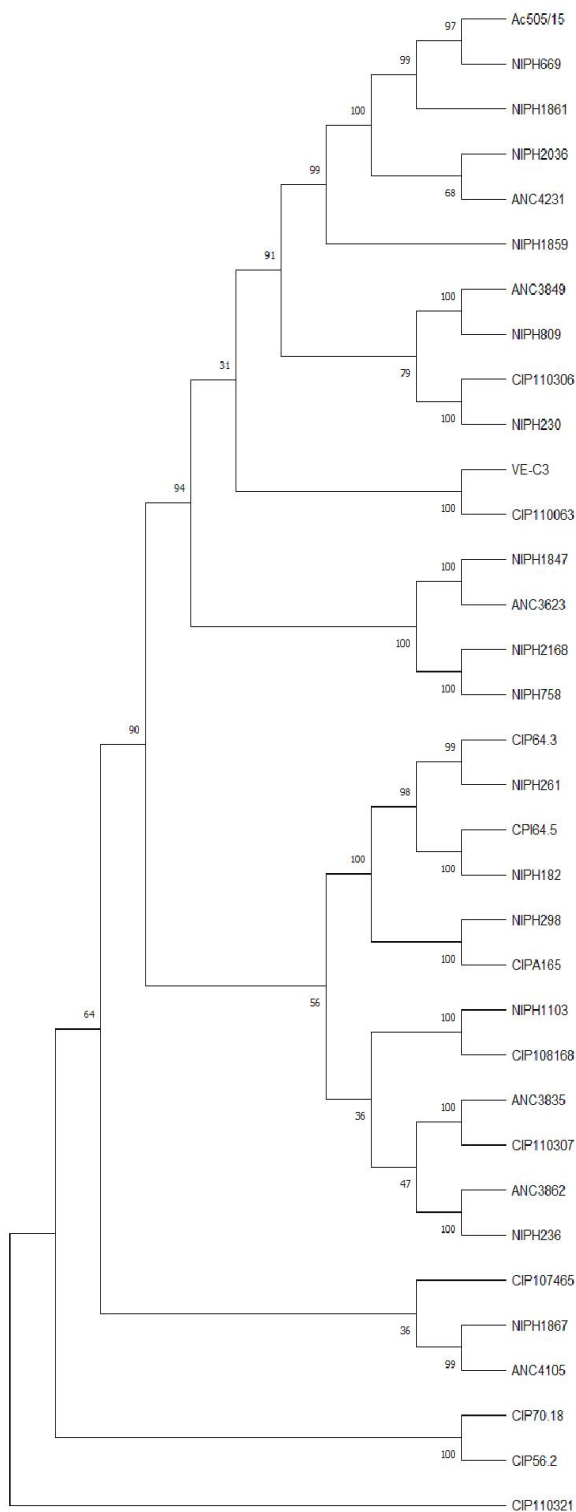 Ac505/15
97
NIPH669
99
NIPH1861
100
NIPH2036
99
68
ANC4231
NIPH1859
91
ANC3849
100
NIPH809
31
79
CIP110306
100
NIPH230
VE-C3
94
100
CIP110063
NIPH1847
100
ANC3623
100
NIPH2168
100
NIPH758
90
CIP64.3
99
NIPH261
98
CPI64.5
100
100
NIPH182
NIPH298
100
CIPA165
56
NIPH1103
100
64
CIP108168
ANC3835
100
36
CIP110307
47
ANC3862
100
NIPH236
CIP107465
NIPH1867
36
99
ANC4105
CIP70.18
100
CIP56.2
CIP110321